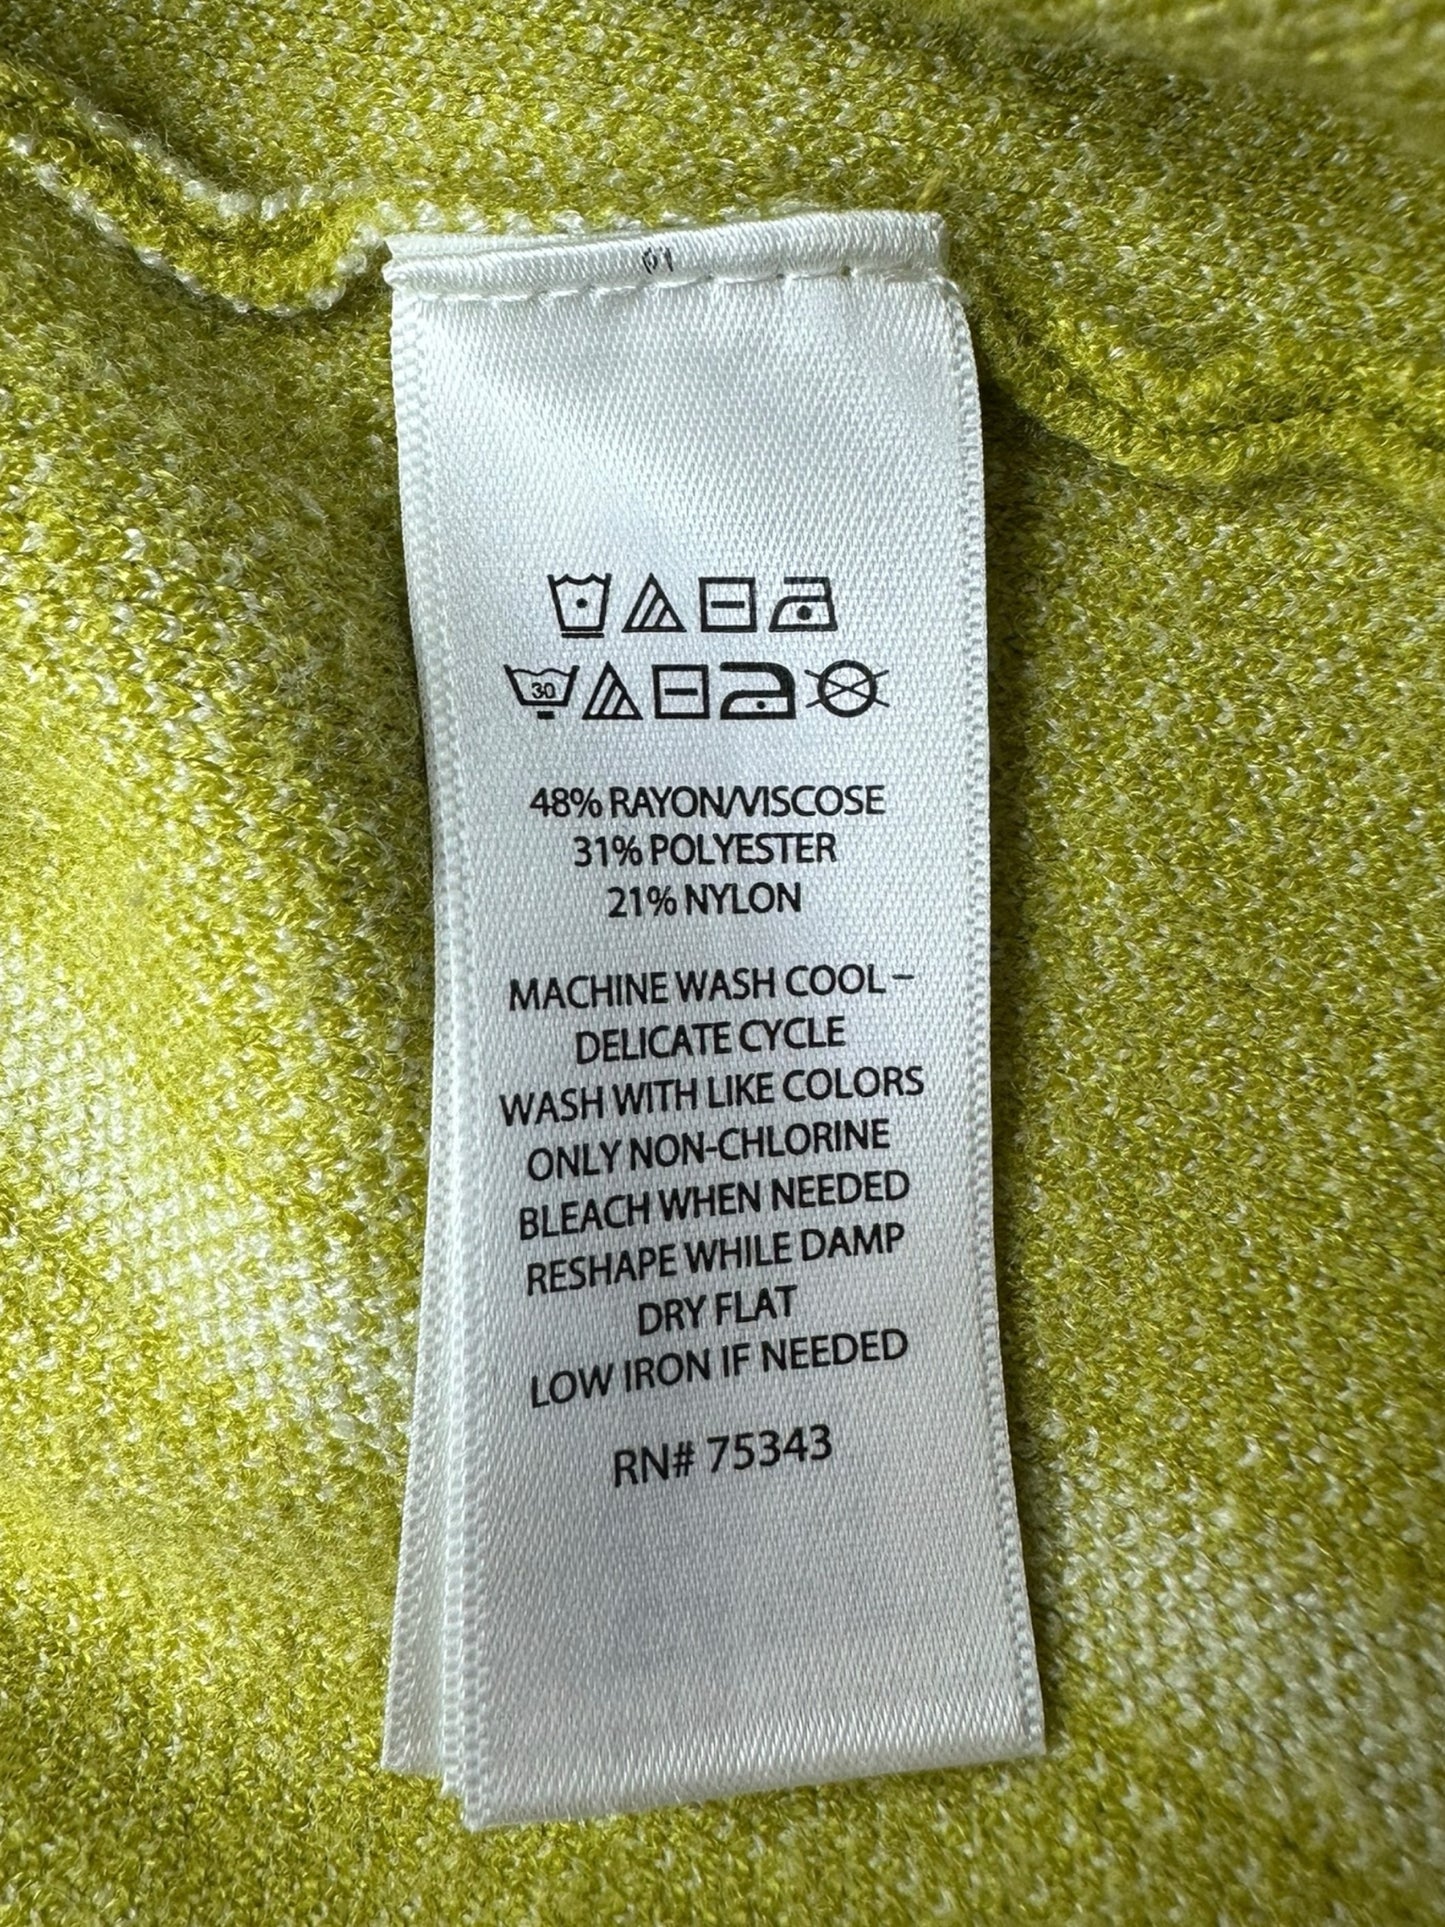 30
48% RAYON/VISCOSE
31% POLYESTER
21% NYLON
MACHINE WASH COOL –
DELICATE CYCLE
WASH WITH LIKE COLORS
ONLY NON-CHLORINE
BLEACH WHEN NEEDED
RESHAPE WHILE DAMP
DRY FLAT
LOW IRON IF NEEDED
RN# 75343